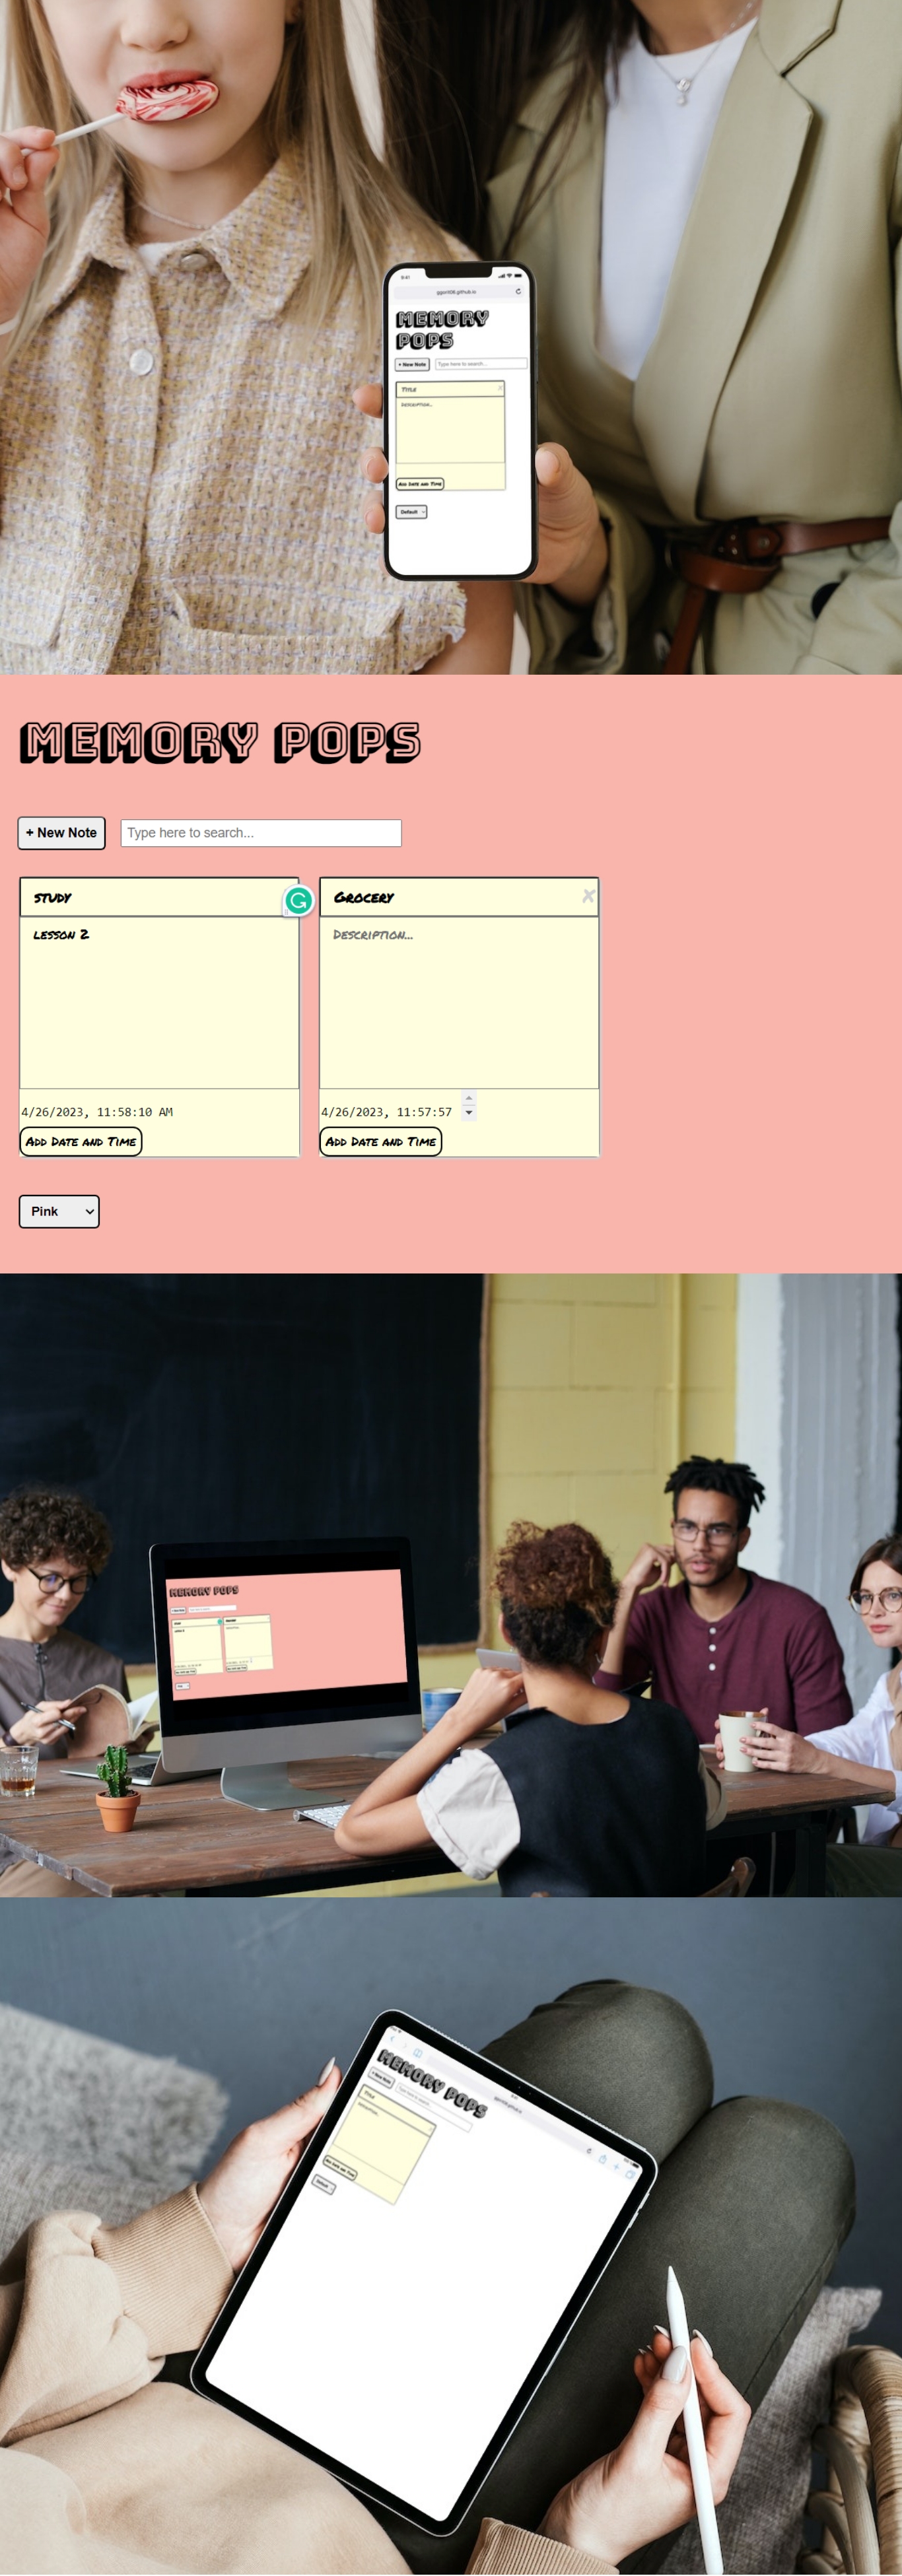 9:41
ggort06.github.io
MEMORY
POPS
+ New Note Type here to search...
Title
Description...
Add Date and Time
Default
MEMORY POPS
+ New Note Type here to search...
study Grocery
lesson 2 Description...
4/26/2023, 11:58:10 AM 4/26/2023, 11:57:57
Add Date and Time Add Date and Time
Pink
MEMORY POPS
MEMORY POPS
+ New Note Type here to search...
Title
Add Date and Time
Default